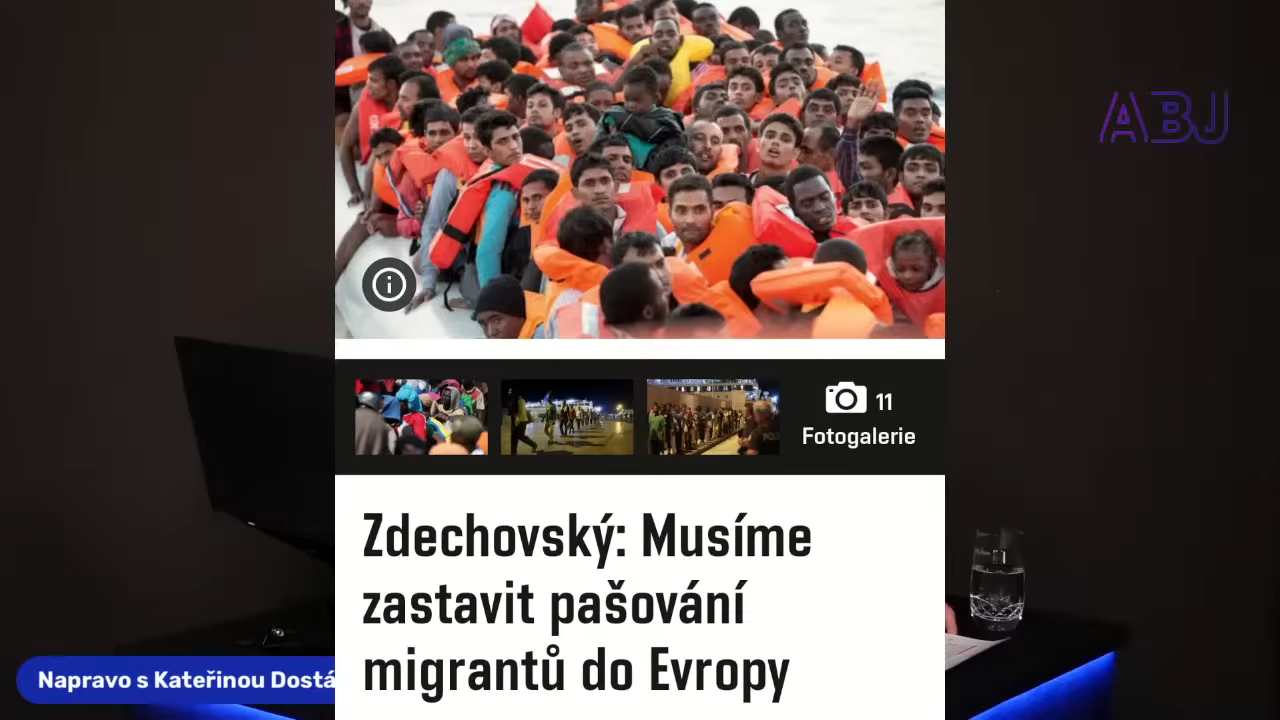 ABJ
11
Fotogalerie
Zdechovský: Musíme
zastavit pašování
migrantů do Evropy
Napravo s Kateřinou Dostá